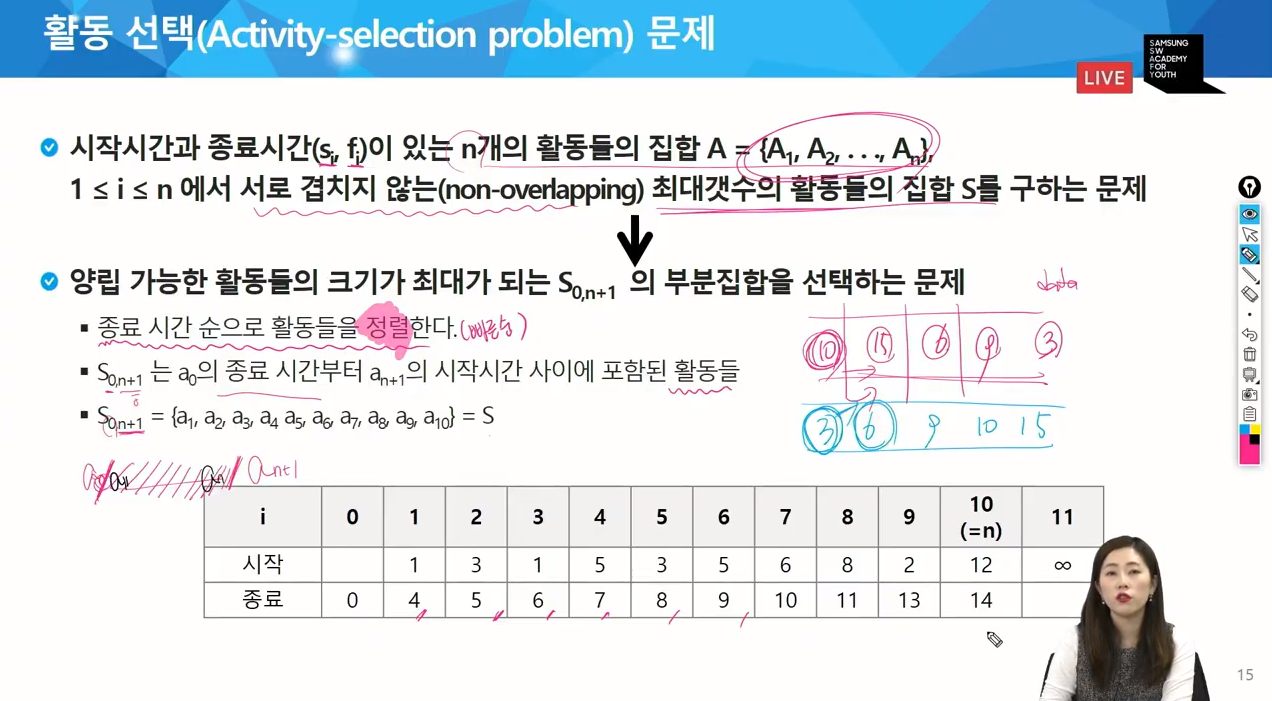 활동 선택(Activity-selection problem) 문제
SAMSUNG
SW
ACADEMY
FOR
YOUTH
LIVE
시작시간과 종료시간(si, fi)이 있는 n개의 활동들의 집합 A = {A1, A2, . . ., An},
1 ≤ i ≤ n 에서 서로 겹치지 않는(non-overlapping) 최대갯수의 활동들의 집합 S를 구하는 문제
양립 가능한 활동들의 크기가 최대가 되는 S0,n+1 의 부분집합을 선택하는 문제
data
종료 시간 순으로 활동들을 정렬한다.(빠른순)
10 15 6 9 3
S0,n+1 는 a0의 종료 시간부터 an+1의 시작시간 사이에 포함된 활동들
S0,n+1 = {a1, a2, a3, a4 a5, a6, a7, a8, a9, a10} = S
3 6 9 10 15
a1 an an+1
i 0 1 2 3 4 5 6 7 8 9 10 (=n) 11
시작 1 3 1 5 3 5 6 8 2 12 ∞
종료 0 4 5 6 7 8 9 10 11 13 14
15